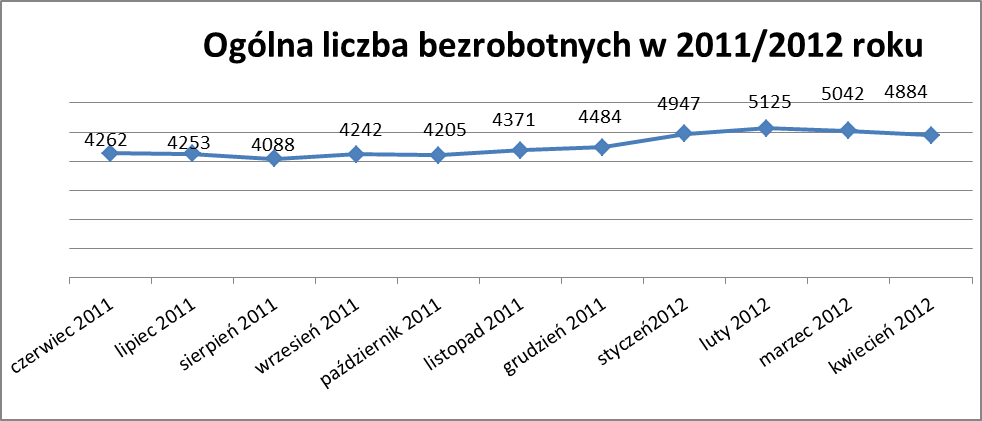 Ogólna liczba bezrobotnych w 2011/2012 roku
4262
4253
4088
4242
4205
4371
4484
4947
5125
5042
4884
czerwiec 2011
lipiec 2011
sierpień 2011
wrzesień 2011
październik 2011
listopad 2011
grudzień 2011
styczeń2012
luty 2012
marzec 2012
kwiecień 2012